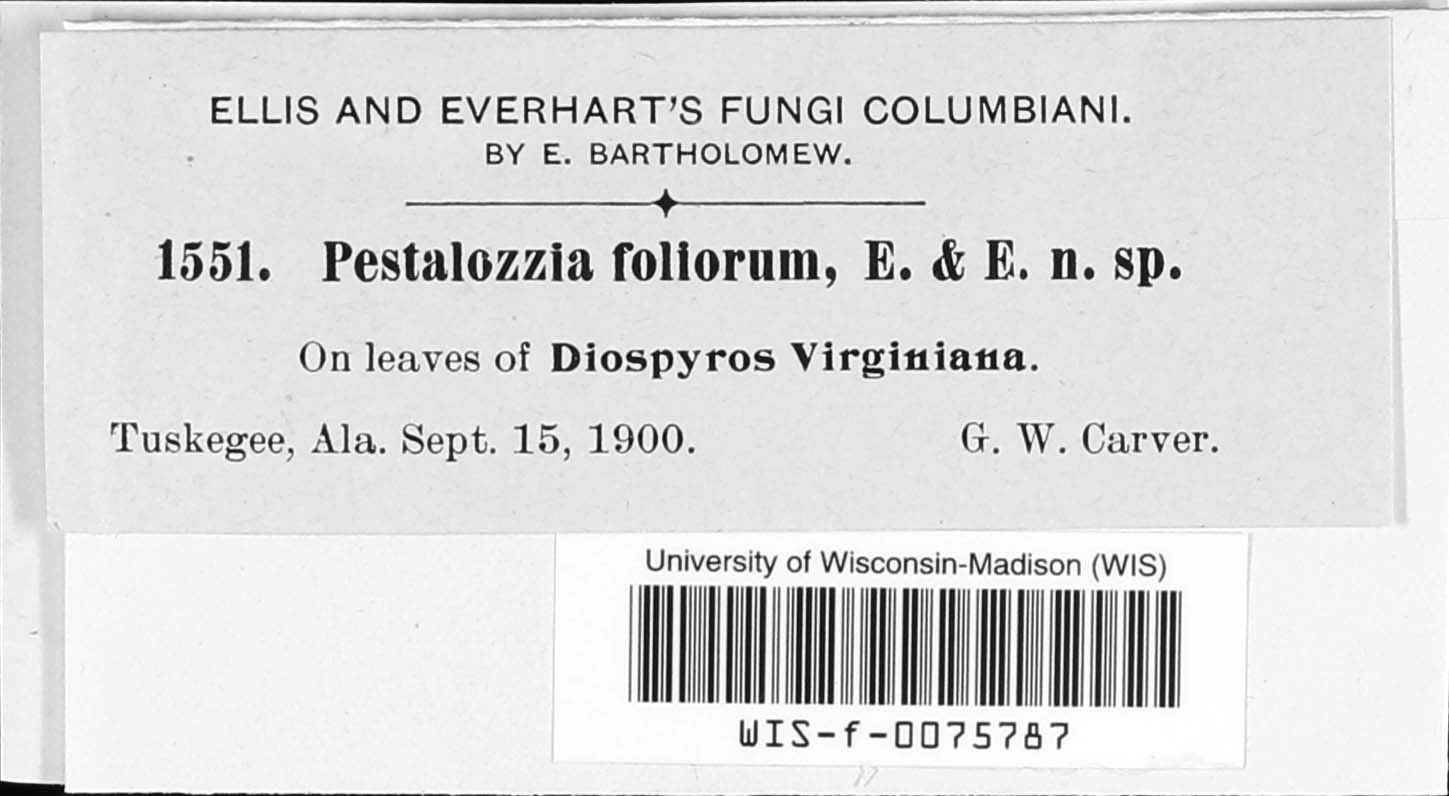 ELLIS AND EVERHART'S FUNGI COLUMBIANI.
BY E. BARTHOLOMEW.
1551. Pestalozzia foliorum, E. & E. n. sp.
On leaves of Diospyros Virginiana.
Tuskegee, Ala. Sept. 15, 1900. G. W. Carver.
University of Wisconsin-Madison (WIS)
WIS-f-0075787